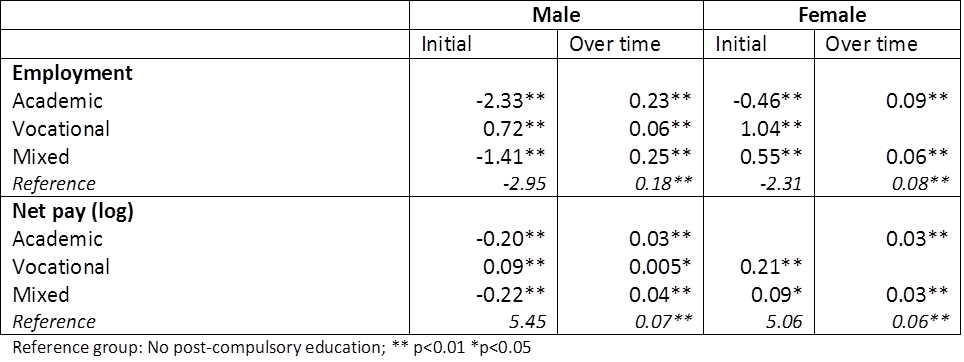 Male Female
Initial Over time Initial Over time
Employment
Academic -2.33** 0.23** -0.46** 0.09**
Vocational 0.72** 0.06** 1.04**
Mixed -1.41** 0.25** 0.55** 0.06**
Reference -2.95 0.18** -2.31 0.08**
Net pay (log)
Academic -0.20** 0.03** 0.03**
Vocational 0.09** 0.005* 0.21**
Mixed -0.22** 0.04** 0.09* 0.03**
Reference 5.45 0.07** 5.06 0.06**
Reference group: No post-compulsory education; ** p<0.01 *p<0.05